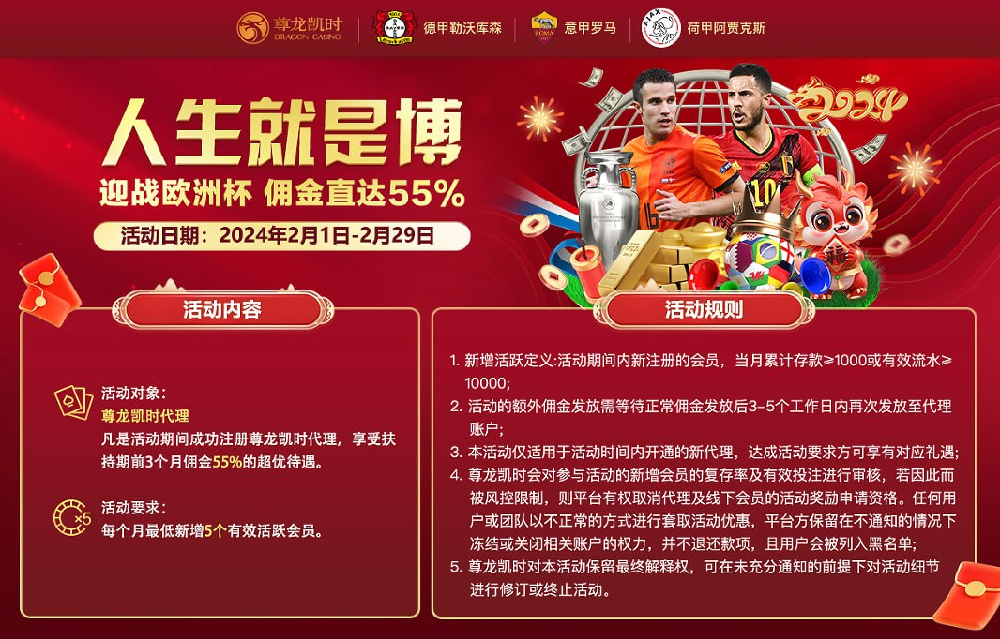 尊龙凯时
DRAGON CASINO
德甲勒沃库森
意甲罗马
荷甲阿贾克斯
AJAX
ROMA
2024
人生就是博
迎战欧洲杯 佣金直达55%
活动日期：2024年2月1日-2月29日
16
10
福
活动内容
活动对象：
尊龙凯时代理
凡是活动期间成功注册尊龙凯时代理，享受扶
持期前3个月佣金55%的超优待遇。
x5
活动要求：
每个月最低新增5个有效活跃会员。
活动规则
1. 新增活跃定义:活动期间内新注册的会员，当月累计存款≥1000或有效流水≥
10000;
2. 活动的额外佣金发放需等待正常佣金发放后3-5个工作日内再次发放至代理
账户;
3. 本活动仅适用于活动时间内开通的新代理，达成活动要求方可享有对应礼遇;
4. 尊龙凯时会对参与活动的新增会员的复存率及有效投注进行审核，若因此而
被风控限制，则平台有权取消代理及线下会员的活动奖励申请资格。任何用
户或团队以不正常的方式进行套取活动优惠，平台方保留在不通知的情况下
冻结或关闭相关账户的权力，并不退还款项，且用户会被列入黑名单;
5. 尊龙凯时对本活动保留最终解释权，可在未充分通知的前提下对活动细节
进行修订或终止活动。